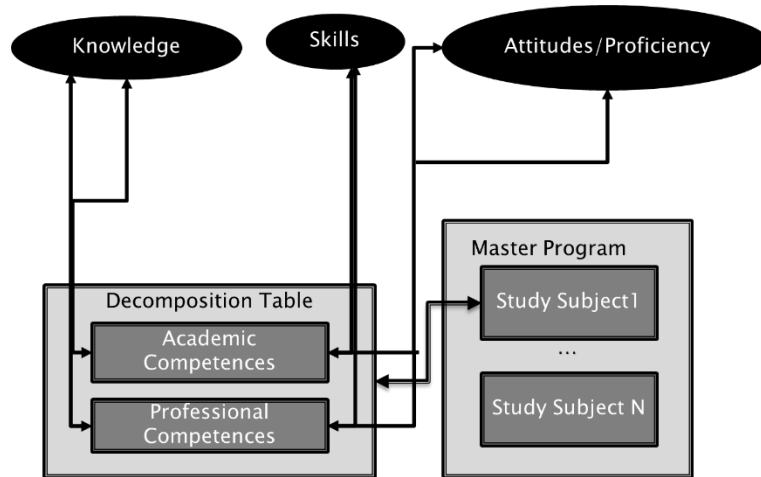 Knowledge
Skills
Attitudes/Proficiency
Master Program
Study Subject1
...
Study Subject N
Decomposition Table
Academic
Competences
Professional
Competences